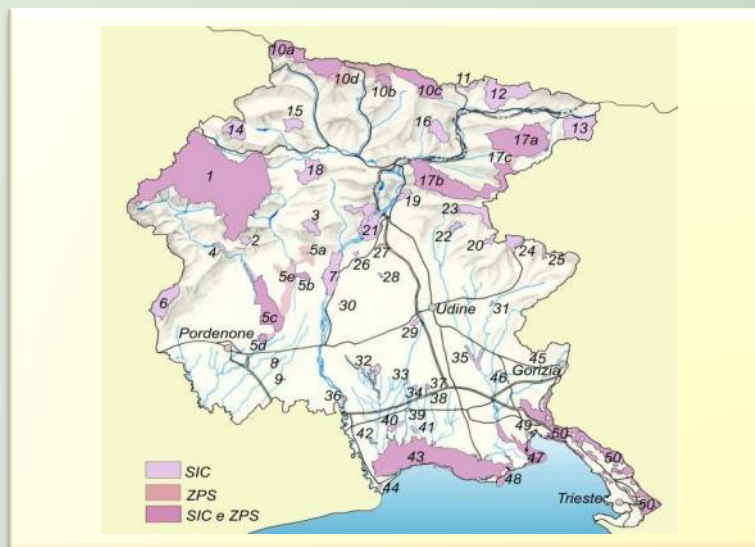 10a
10d
10b
10c
11
12
13
14
15
16
17a
17c
17b
1
18
19
2
3
4
21
22
23
20
24
25
5a
5e
5b
7
26
27
28
6
5c
30
Udine
31
Pordenone
5d
29
8
9
32
33
35
45
Gorizia
46
36
34
37
38
39
40
41
42
49
50
43
47
50
44
48
Trieste
50
SIC
ZPS
SIC e ZPS